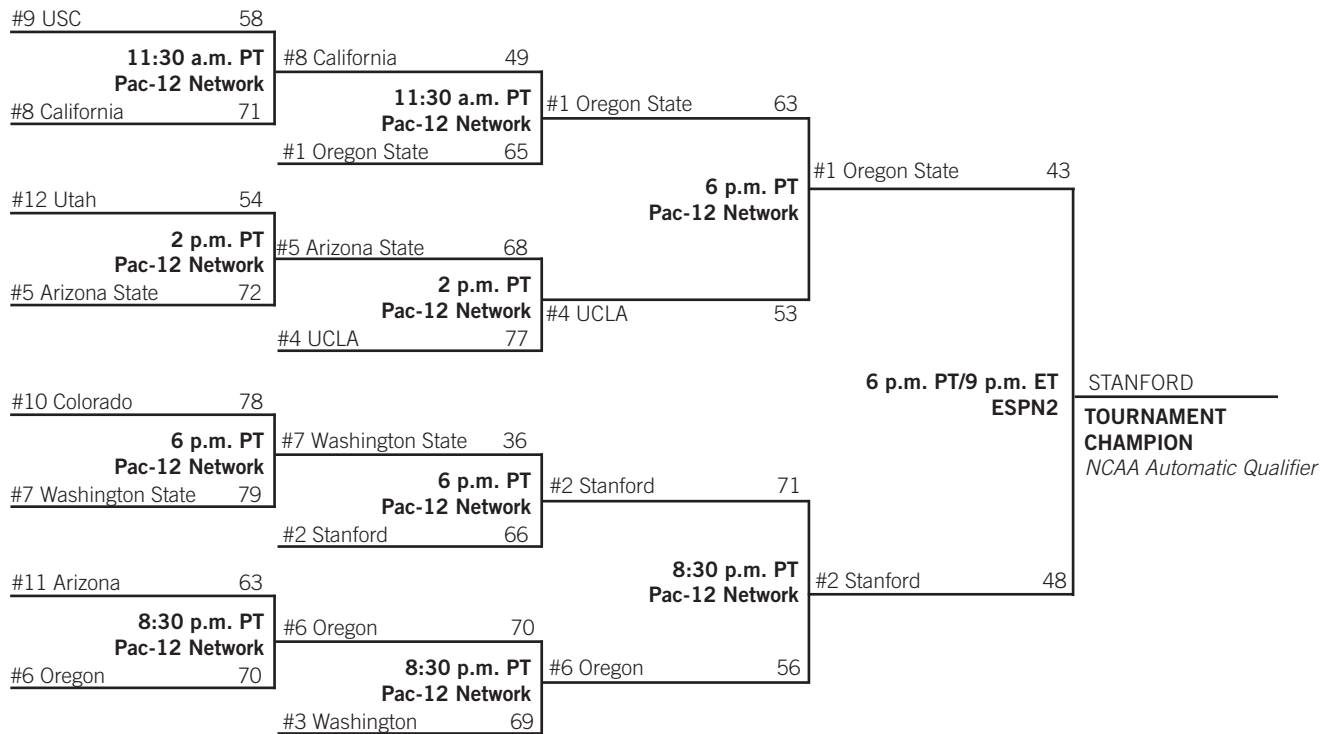 #9 USC 58
11:30 a.m. PT
Pac-12 Network
#8 California 71
#12 Utah 54
2 p.m. PT
Pac-12 Network
#5 Arizona State 72
#10 Colorado 78
6 p.m. PT
Pac-12 Network
#7 Washington State 79
#11 Arizona 63
8:30 p.m. PT
Pac-12 Network
#6 Oregon 70
#8 California 49
11:30 a.m. PT
Pac-12 Network
#1 Oregon State 65
#5 Arizona State 68
2 p.m. PT
Pac-12 Network
#4 UCLA 77
#7 Washington State 36
6 p.m. PT
Pac-12 Network
#2 Stanford 66
#6 Oregon 70
8:30 p.m. PT
Pac-12 Network
#3 Washington 69
#1 Oregon State 63
6 p.m. PT
Pac-12 Network
#4 UCLA 53
#2 Stanford 71
8:30 p.m. PT
Pac-12 Network
#6 Oregon 56
#1 Oregon State 43
6 p.m. PT/9 p.m. ET
ESPN2
#2 Stanford 48
STANFORD
TOURNAMENT
CHAMPION
NCAA Automatic Qualifier